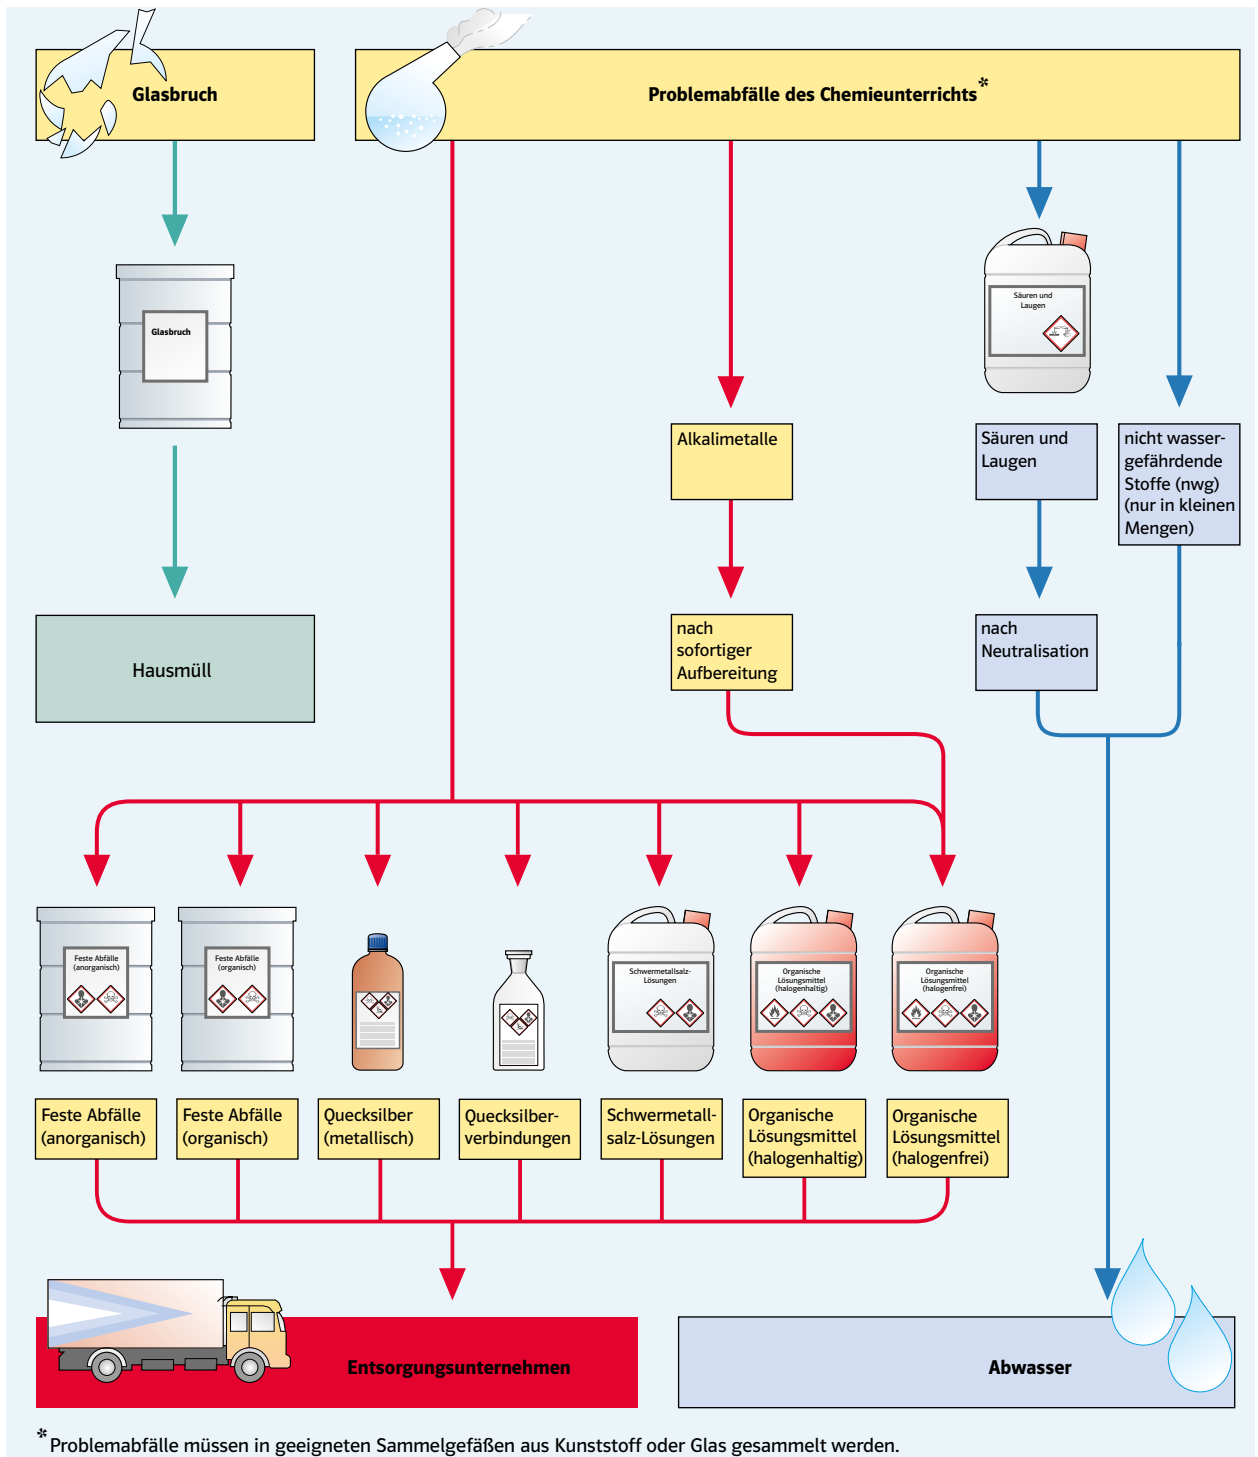 Glasbruch
Problemabfälle des Chemieunterrichts*
Glasbruch
Säuren und
Laugen
Alkalimetalle
Säuren und
Laugen
nicht wasser-
gefährdende
Stoffe (nwg)
(nur in kleinen
Mengen)
Hausmüll
nach
sofortiger
Aufbereitung
nach
Neutralisation
Feste Abfälle
(anorganisch)
Feste Abfälle
(organisch)
Schwermetallsalz-
Lösungen
Organische
Lösungsmittel
(halogenhaltig)
Organische
Lösungsmittel
(halogenfrei)
Feste Abfälle
(anorganisch)
Feste Abfälle
(organisch)
Quecksilber
(metallisch)
Quecksilber-
verbindungen
Schwermetall-
salz-Lösungen
Organische
Lösungsmittel
(halogenhaltig)
Organische
Lösungsmittel
(halogenfrei)
Entsorgungsunternehmen
Abwasser
*Problemabfälle müssen in geeigneten Sammelgefäßen aus Kunststoff oder Glas gesammelt werden.